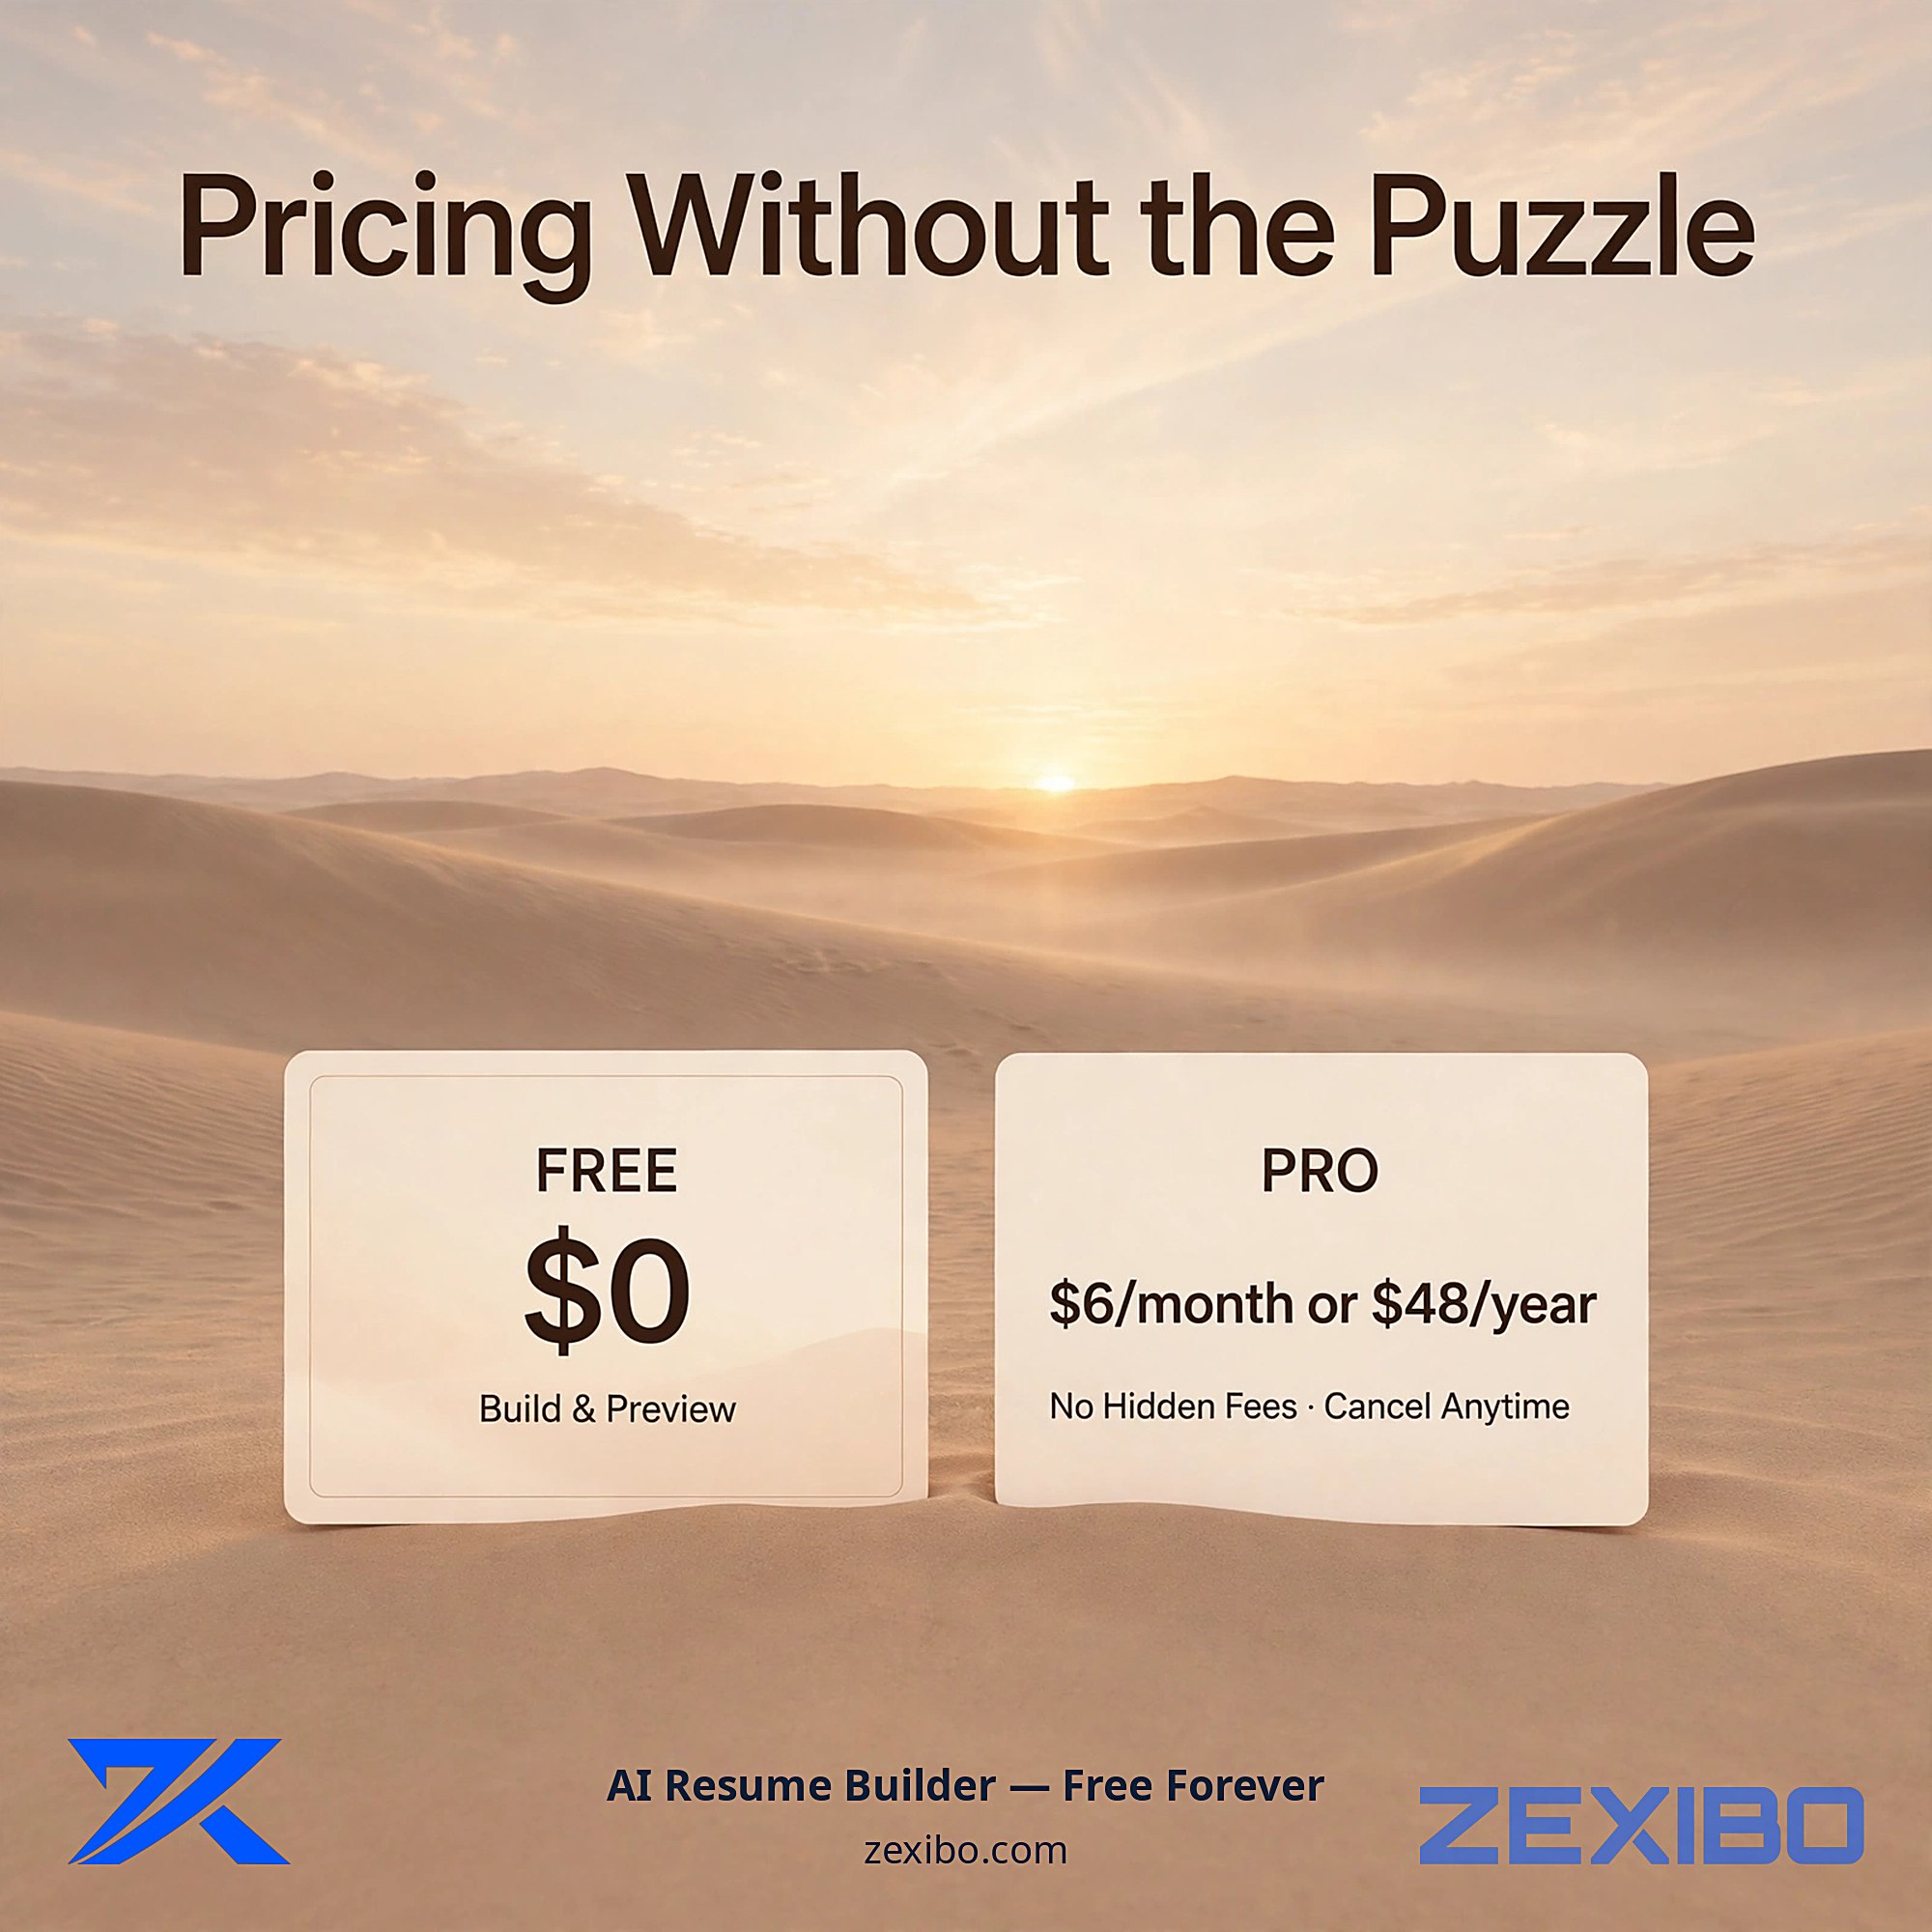 Pricing Without the Puzzle
FREE
$0
Build & Preview
PRO
$6/month or $48/year
No Hidden Fees · Cancel Anytime
AI Resume Builder — Free Forever
zexibo.com
ZEXIBO